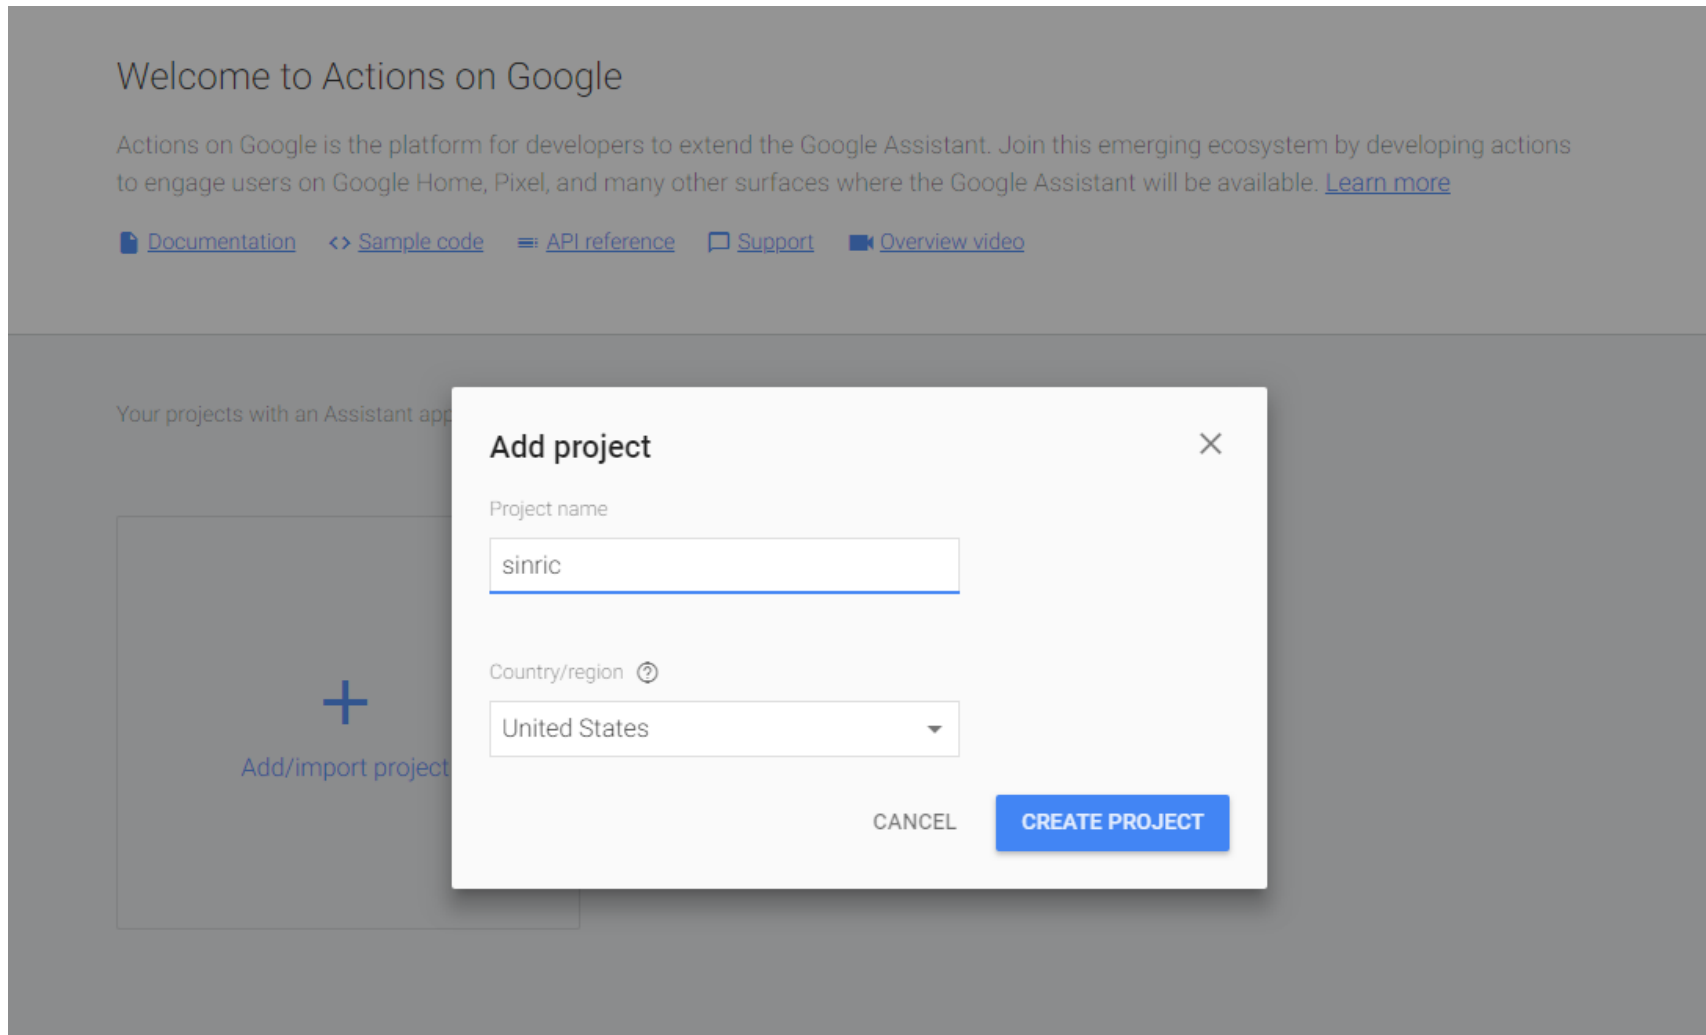 Welcome to Actions on Google
Actions on Google is the platform for developers to extend the Google Assistant. Join this emerging ecosystem by developing actions
to engage users on Google Home, Pixel, and many other surfaces where the Google Assistant will be available. Learn more
Documentation <> Sample code API reference Support Overview video
Your projects with an Assistant app
Add project
Project name
sinric
Country/region ?
United States
Add/import project
CANCEL CREATE PROJECT